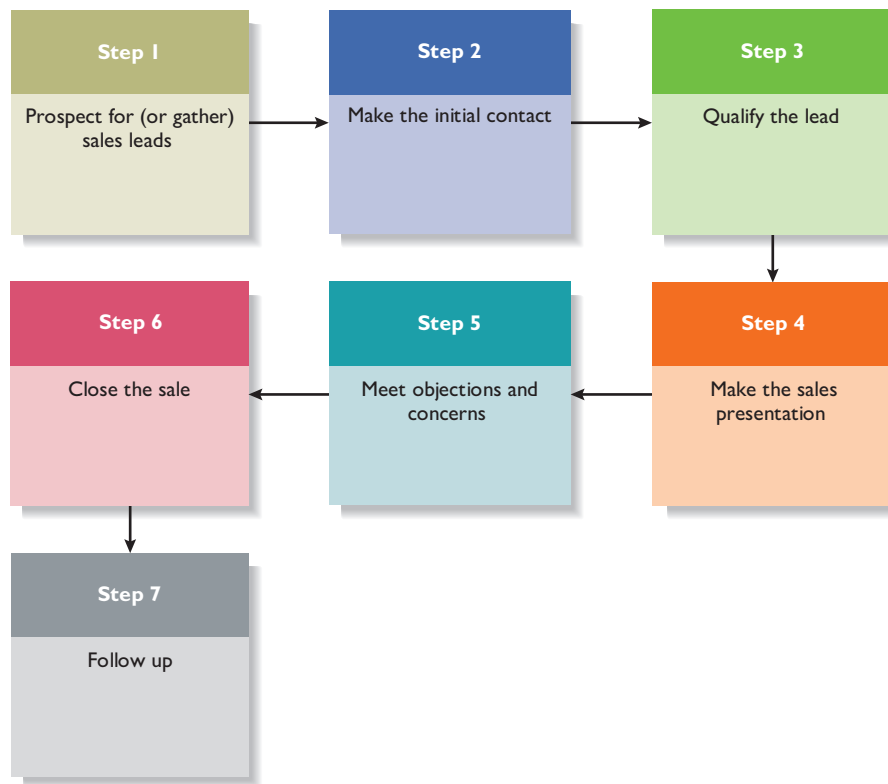 Step 1
Prospect for (or gather)
sales leads
Step 2
Make the initial contact
Step 3
Qualify the lead
Step 4
Make the sales
presentation
Step 5
Meet objections and
concerns
Step 6
Close the sale
Step 7
Follow up